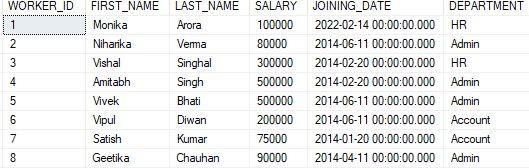 WORKER_ID FIRST_NAME LAST_NAME SALARY JOINING_DATE DEPARTMENT
1 Monika Arora 100000 2022-02-14 00:00:00.000 HR
2 Niharika Verma 80000 2014-06-11 00:00:00.000 Admin
3 Vishal Singhal 300000 2014-02-20 00:00:00.000 HR
4 Amitabh Singh 500000 2014-02-20 00:00:00.000 Admin
5 Vivek Bhati 500000 2014-06-11 00:00:00.000 Admin
6 Vipul Diwan 200000 2014-06-11 00:00:00.000 Account
7 Satish Kumar 75000 2014-01-20 00:00:00.000 Account
8 Geetika Chauhan 90000 2014-04-11 00:00:00.000 Admin